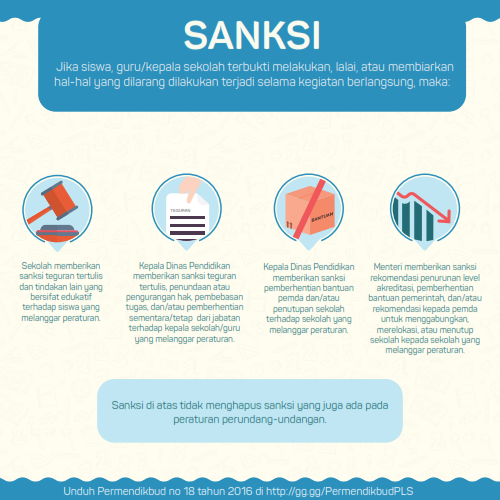 SANKSI
Jika siswa, guru/kepala sekolah terbukti melakukan, lalai, atau membiarkan
hal-hal yang dilarang dilakukan terjadi selama kegiatan berlangsung, maka:
TEGURAN
BANTUAN
Sekolah memberikan
sanksi teguran tertulis
dan tindakan lain yang
bersifat edukatif
terhadap siswa yang
melanggar peraturan.
Kepala Dinas Pendidikan
memberikan sanksi teguran
tertulis, penundaan atau
pengurangan hak, pembebasan
tugas, dan/atau pemberhentian
sementara/tetap dari jabatan
terhadap kepala sekolah/guru
yang melanggar peraturan.
Kepala Dinas Pendidikan
memberikan sanksi
pemberhentian bantuan
pemda dan/atau
penutupan sekolah
terhadap sekolah yang
melanggar peraturan.
Menteri memberikan sanksi
rekomendasi penurunan level
akreditasi, pemberhentian
bantuan pemerintah, dan/atau
rekomendasi kepada pemda
untuk menggabungkan,
merelokasi, atau menutup
sekolah kepada sekolah yang
melanggar peraturan.
Sanksi di atas tidak menghapus sanksi yang juga ada pada
peraturan perundang-undangan.
Unduh Permendikbud no 18 tahun 2016 di http://gg.gg/PermendikbudPLS